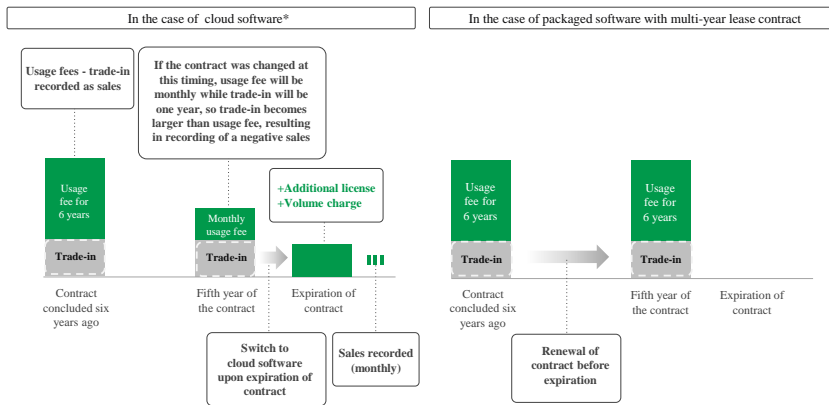 In the case of cloud software*
Usage fees - trade-in
recorded as sales
If the contract was changed at
this timing, usage fee will be
monthly while trade-in will be
one year, so trade-in becomes
larger than usage fee, resulting
in recording of a negative sales
+Additional license
+Volume charge
Usage
fee for
6 years
Trade-in
Monthly
usage fee
Trade-in
Contract
concluded six
years ago
Fifth year of
the contract
Expiration of
contract
Switch to
cloud software
upon expiration of
contract
Sales recorded
(monthly)
In the case of packaged software with multi-year lease contract
Usage
fee for
6 years
Trade-in
Usage
fee for
6 years
Trade-in
Contract
concluded six
years ago
Fifth year of
the contract
Expiration of
contract
Renewal of
contract before
expiration